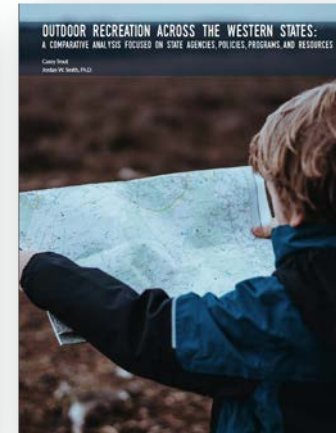 OUTDOOR RECREATION ACROSS THE WESTERN STATES:
A COMPARATIVE ANALYSIS FOCUSED ON STATE AGENCIES, POLICIES, PROGRAMS, AND RESOURCES
Casey Trout
Jordan W. Smith, Ph.D.